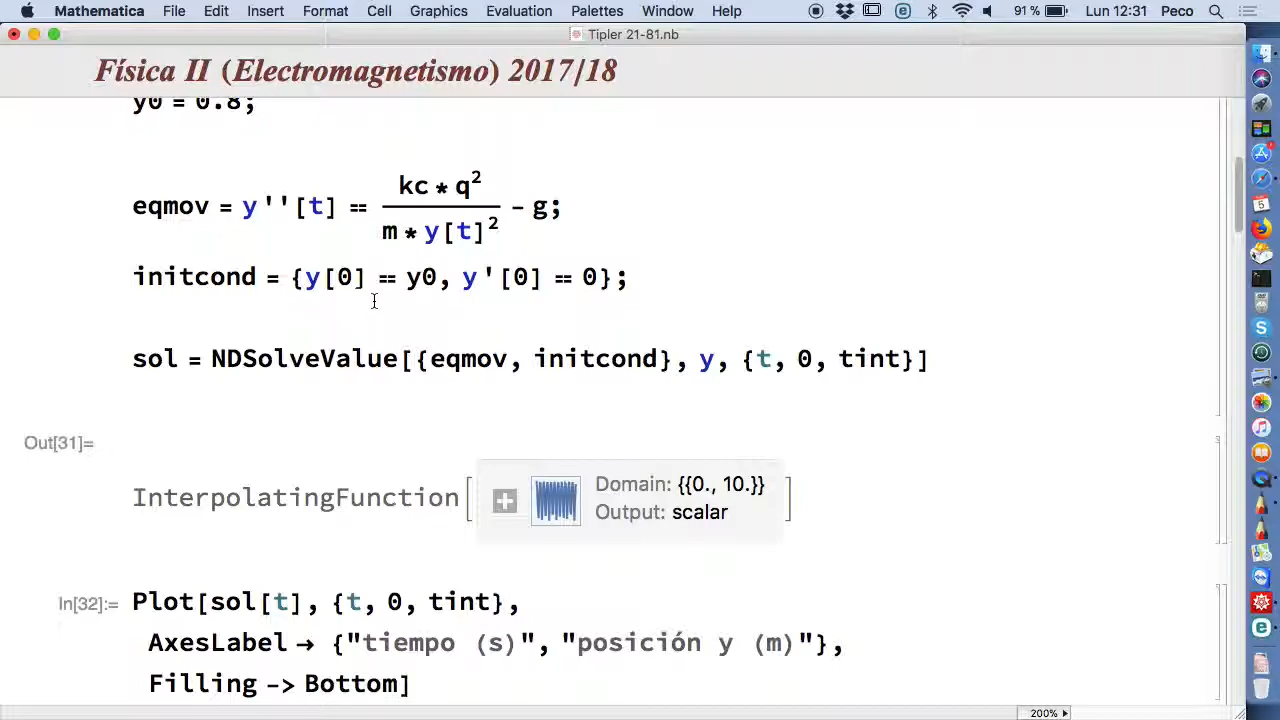 Mathematica File Edit Insert Format Cell Graphics Evaluation Palettes Window Help 91 % Lun 12:31 Peco
Tipler 21-81.nb
Física II (Electromagnetismo) 2017/18
y0 = 0.8;
eqmov = y''[t] == kc * q² / m * y[t]² - g;
initcond = {y[0] == y0, y'[0] == 0};
sol = NDSolveValue[{eqmov, initcond}, y, {t, 0, tint}]
Out[31]=
InterpolatingFunction[ Domain: {{0., 10.}} ]
Output: scalar
In[32]:= Plot[sol[t], {t, 0, tint},
AxesLabel → {"tiempo (s)", "posición y (m)"},
Filling -> Bottom]
200%